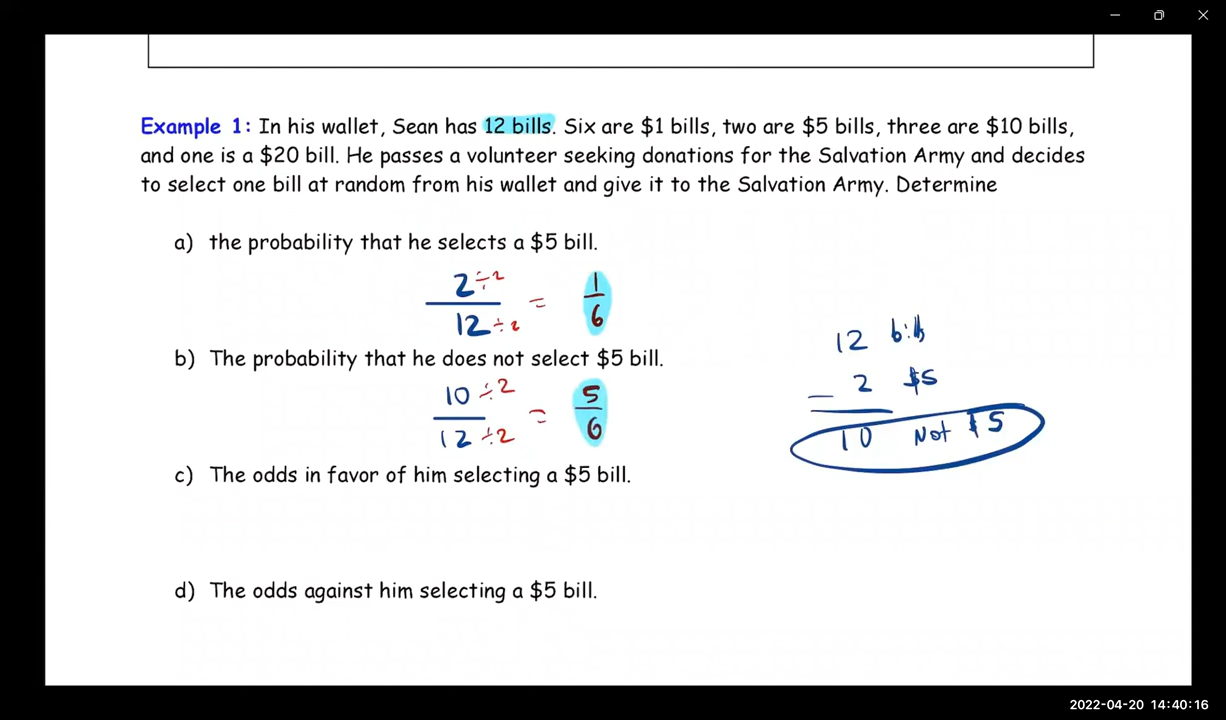 Example 1: In his wallet, Sean has 12 bills. Six are $1 bills, two are $5 bills, three are $10 bills,
and one is a $20 bill. He passes a volunteer seeking donations for the Salvation Army and decides
to select one bill at random from his wallet and give it to the Salvation Army. Determine
a) the probability that he selects a $5 bill.
2 ÷2 1
= 
12 ÷2 6
12 bills
b) The probability that he does not select $5 bill.
- 2 $5
10 ÷2 5
=
12 ÷2 6
10 Not $5
c) The odds in favor of him selecting a $5 bill.
d) The odds against him selecting a $5 bill.
2022-04-20 14:40:16